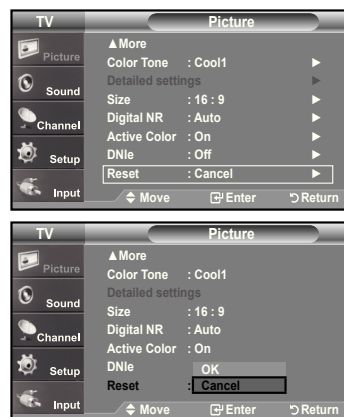 TV Picture
▲More
Picture
Color Tone : Cool1 ►
Detailed settings ►
Sound
Size : 16 : 9 ►
Digital NR : Auto ►
Channel
Active Color : On ►
Setup
DNIe : Off ►
Reset : Cancel ►
Input
Move Enter Return
TV Picture
▲More
Picture
Color Tone : Cool1
Detailed settings
Sound
Size : 16 : 9
Digital NR : Auto
Channel
Active Color : On
Setup
DNIe OK
Reset : Cancel
Input
Move Enter Return